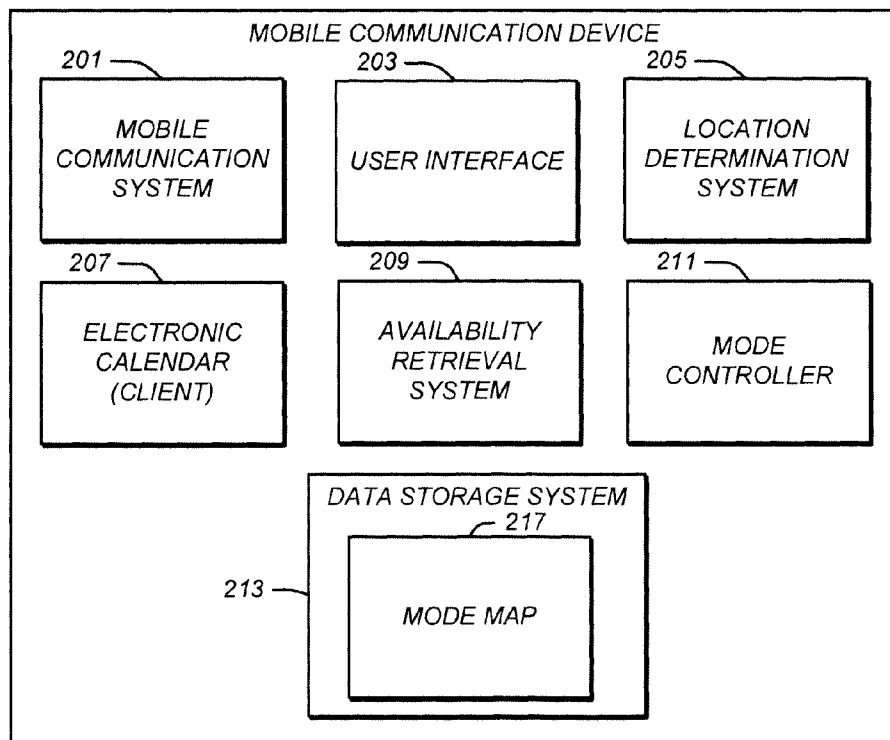 MOBILE COMMUNICATION DEVICE
201
203
205
MOBILE
COMMUNICATION
SYSTEM
USER INTERFACE
LOCATION
DETERMINATION
SYSTEM
207
209
211
ELECTRONIC
CALENDAR
(CLIENT)
AVAILABILITY
RETRIEVAL
SYSTEM
MODE
CONTROLLER
DATA STORAGE SYSTEM
217
213
MODE MAP